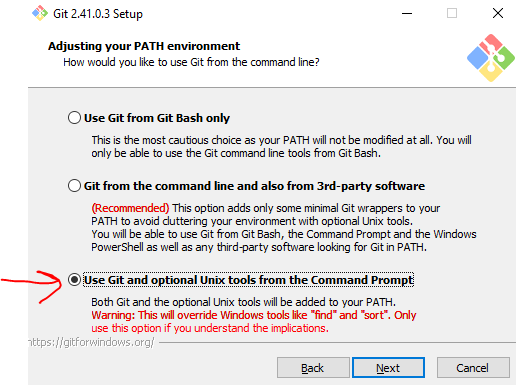 Git 2.41.0.3 Setup
Adjusting your PATH environment
How would you like to use Git from the command line?
Use Git from Git Bash only
This is the most cautious choice as your PATH will not be modified at all. You will
only be able to use the Git command line tools from Git Bash.
Git from the command line and also from 3rd-party software
(Recommended) This option adds only some minimal Git wrappers to your
PATH to avoid cluttering your environment with optional Unix tools.
You will be able to use Git from Git Bash, the Command Prompt and the Windows
PowerShell as well as any third-party software looking for Git in PATH.
Use Git and optional Unix tools from the Command Prompt
Both Git and the optional Unix tools will be added to your PATH.
Warning: This will override Windows tools like "find" and "sort". Only
use this option if you understand the implications.
https://gitforwindows.org/
Back
Next
Cancel